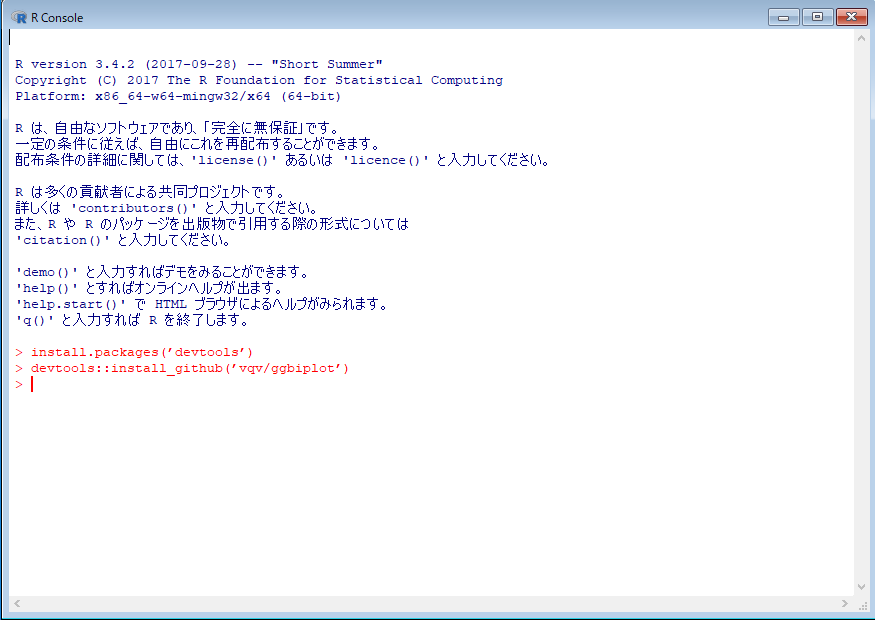 R Console
R version 3.4.2 (2017-09-28) -- "Short Summer"
Copyright (C) 2017 The R Foundation for Statistical Computing
Platform: x86_64-w64-mingw32/x64 (64-bit)
R は、自由なソフトウェアであり、「完全に無保証」です。
一定の条件に従えば、自由にこれを再配布することができます。
配布条件の詳細に関しては、'license()' あるいは 'licence()' と入力してください。
R は多くの貢献者による共同プロジェクトです。
詳しくは 'contributors()' と入力してください。
また、R や R のパッケージを出版物で引用する際の形式については
'citation()' と入力してください。
'demo()' と入力すればデモをみることができます。
'help()' とすればオンラインヘルプが出ます。
'help.start()' で HTML ブラウザによるヘルプがみられます。
'q()' と入力すれば R を終了します。
> install.packages(’devtools’)
> devtools::install_github(’vqv/ggbiplot’)
>